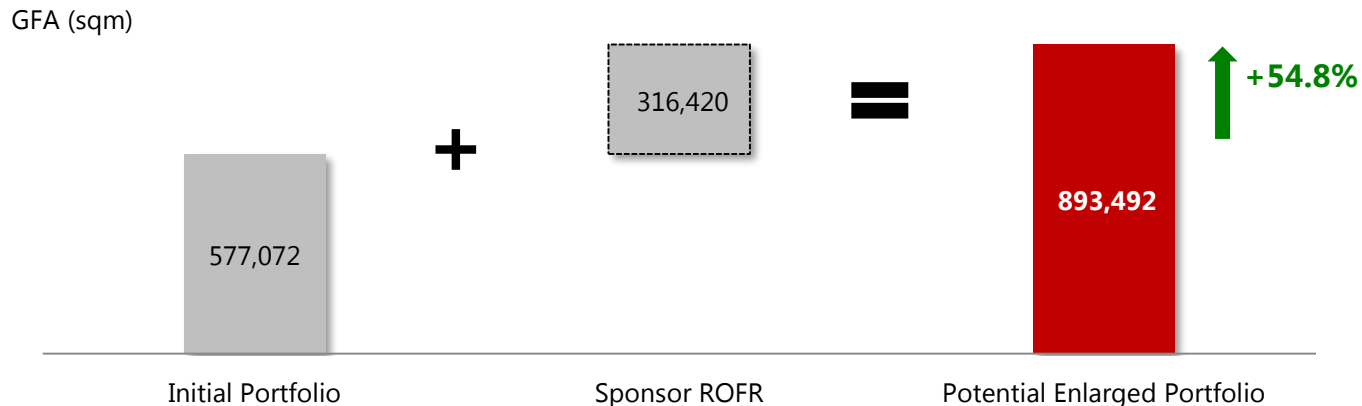 GFA (sqm)
316,420
+54.8%
+
=
893,492
577,072
Initial Portfolio
Sponsor ROFR
Potential Enlarged Portfolio